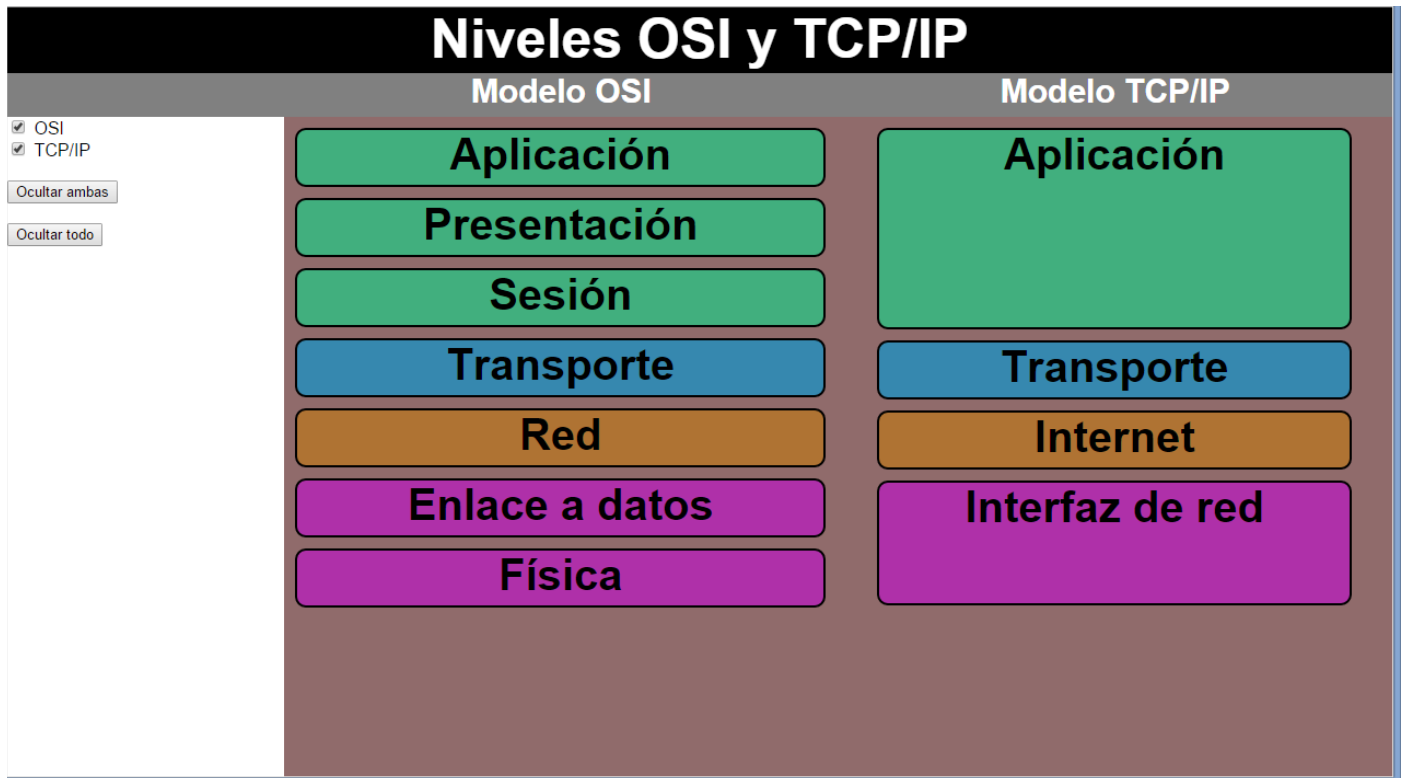 Niveles OSI y TCP/IP
Modelo OSI
Modelo TCP/IP
OSI
TCP/IP
Ocultar ambas
Ocultar todo
Aplicación
Presentación
Sesión
Transporte
Red
Enlace a datos
Física
Aplicación
Transporte
Internet
Interfaz de red